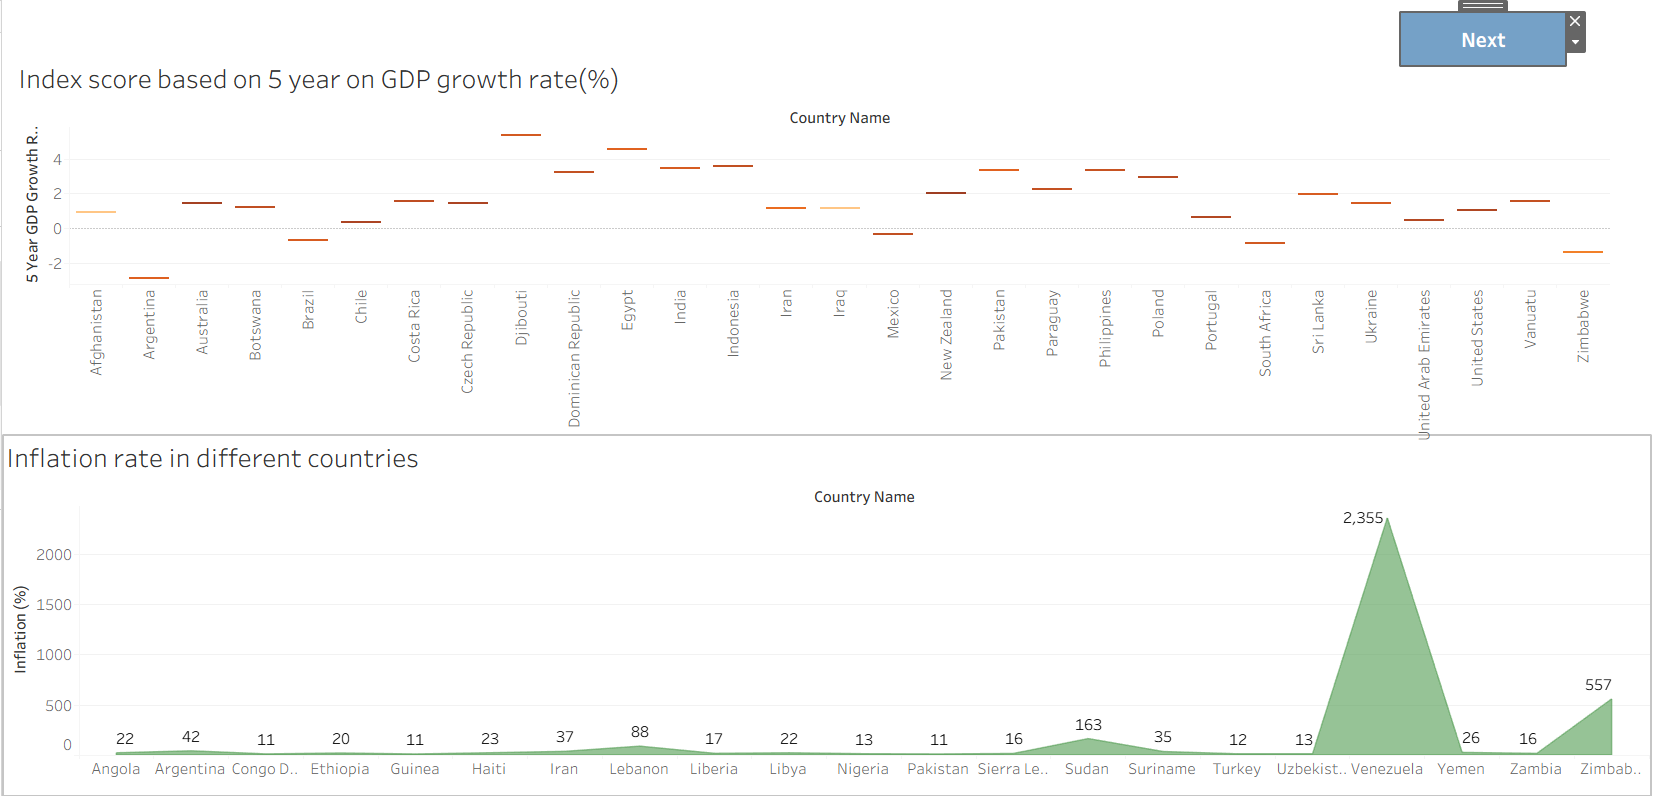 Next
Index score based on 5 year on GDP growth rate(%)
Country Name
5 Year GDP Growth R..
4
2
0
-2
Afghanistan
Argentina
Australia
Botswana
Brazil
Chile
Costa Rica
Czech Republic
Djibouti
Dominican Republic
Egypt
India
Indonesia
Iran
Iraq
Mexico
New Zealand
Pakistan
Paraguay
Philippines
Poland
Portugal
South Africa
Sri Lanka
Ukraine
United Arab Emirates
United States
Vanuatu
Zimbabwe
Inflation rate in different countries
Country Name
Inflation (%)
2000
1500
1000
500
0
22 42 11 20 11 23 37 88 17 22 13 11 16 163 35 12 13 2,355 26 16 557
Angola Argentina Congo D.. Ethiopia Guinea Haiti Iran Lebanon Liberia Libya Nigeria Pakistan Sierra Le.. Sudan Suriname Turkey Uzbekist.. Venezuela Yemen Zambia Zimbab..